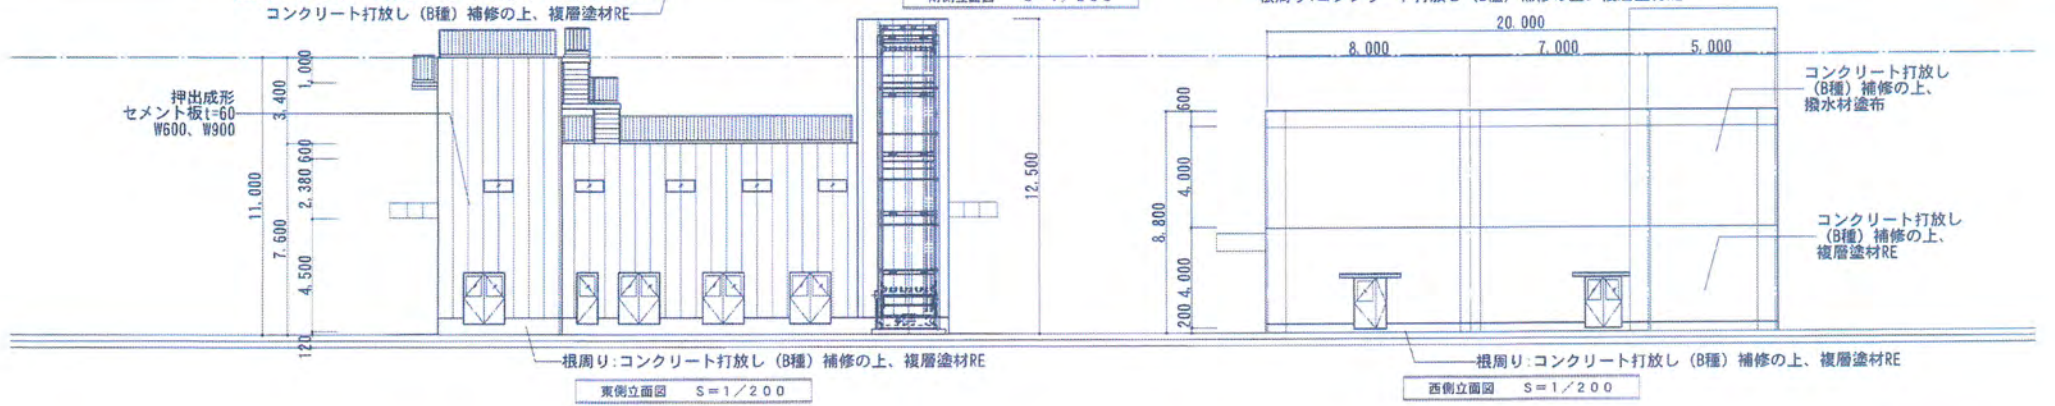 コンクリート打放し（B種）補修の上、複層塗材RE
20,000
8,000
7,000
5,000
押出成形
セメント板t=60
W600、W900
1,000
3,400
600
2,380
11,000
7,600
4,500
120
12,500
600
4,000
8,800
4,000
200
コンクリート打放し
（B種）補修の上、
撥水材塗布
コンクリート打放し
（B種）補修の上、
複層塗材RE
根周り:コンクリート打放し（B種）補修の上、複層塗材RE
東側立面図　S＝1／200
根周り:コンクリート打放し（B種）補修の上、複層塗材RE
西側立面図　S＝1／200